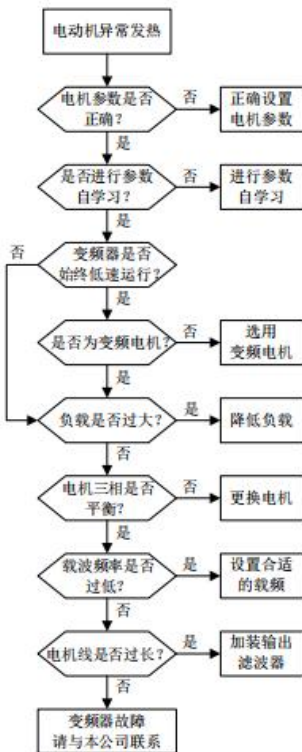 电动机异常发热
电机参数是否
正确？
否
正确设置
电机参数
是
是否进行参数
自学习？
否
进行参数
自学习
是
否
变频器是否
始终低速运行？
是
是否为变频电机？
否
选用
变频电机
是
负载是否过大？
是
降低负载
否
电机三相是否
平衡？
否
更换电机
是
载波频率是否
过低？
是
设置合适
的载频
否
电机线是否过长？
是
加装输出
滤波器
否
变频器故障
请与本公司联系